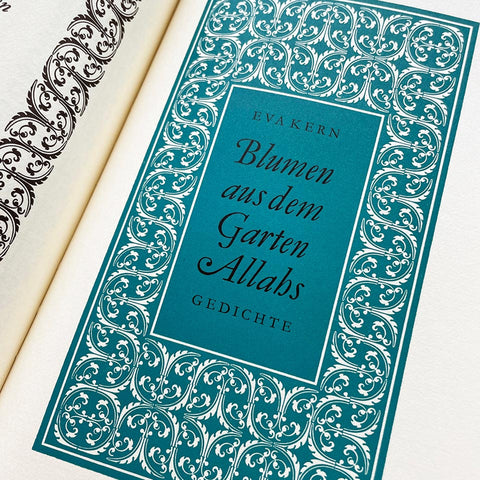 EVA KERN
Blumen
aus dem
Garten
Allahs
GEDICHTE